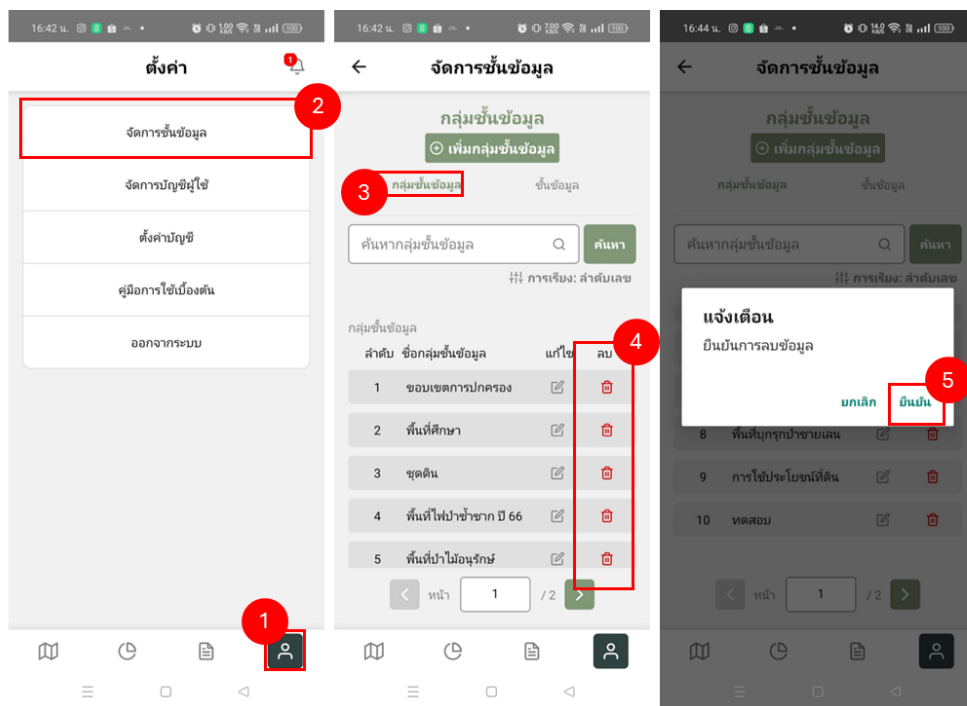 16:42 น.
1.00 KB/s
100
ตั้งค่า
1
2
จัดการชั้นข้อมูล
จัดการบัญชีผู้ใช้
ตั้งค่าบัญชี
คู่มือการใช้เบื้องต้น
ออกจากระบบ
1
16:42 น.
100
จัดการชั้นข้อมูล
กลุ่มชั้นข้อมูล
เพิ่มกลุ่มชั้นข้อมูล
3
กลุ่มชั้นข้อมูล ชั้นข้อมูล
ค้นหากลุ่มชั้นข้อมูล ค้นหา
การเรียง: ลำดับเลข
กลุ่มชั้นข้อมูล
4
ลำดับ ชื่อกลุ่มชั้นข้อมูล แก้ไข ลบ
1 ขอบเขตการปกครอง
2 พื้นที่ศึกษา
3 ชุดดิน
4 พื้นที่ไฟป่าซ้ำซาก ปี 66
5 พื้นที่ป่าไม้อนุรักษ์
หน้า 1 / 2
16:44 น.
100
จัดการชั้นข้อมูล
กลุ่มชั้นข้อมูล
เพิ่มกลุ่มชั้นข้อมูล
กลุ่มชั้นข้อมูล ชั้นข้อมูล
ค้นหากลุ่มชั้นข้อมูล ค้นหา
การเรียง: ลำดับเลข
แจ้งเตือน
ยืนยันการลบข้อมูล
5
ยกเลิก ยืนยัน
8 พื้นที่บุกรุกป่าชายเลน
9 การใช้ประโยชน์ที่ดิน
10 ทดสอบ
หน้า 1 / 2